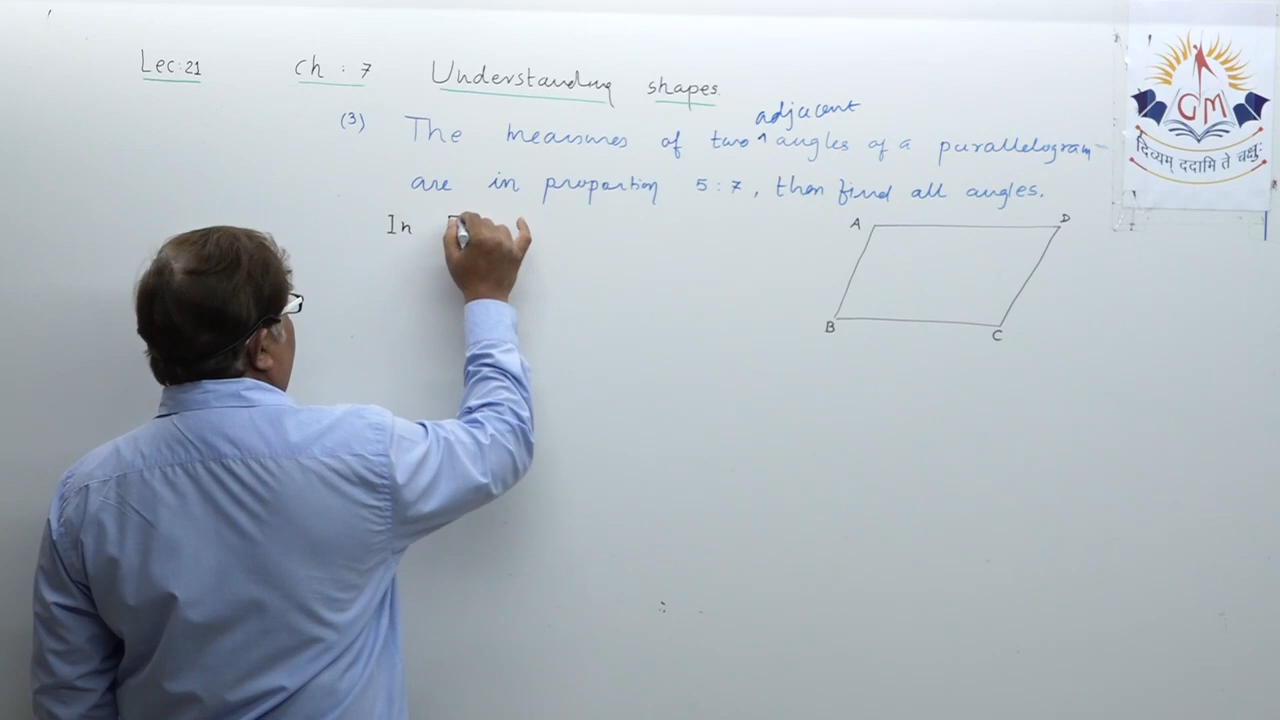 Lec: 21 ch : 7 Understanding shapes.
adjacent
(3) The measures of two ^ angles of a parallelogram
are in proportion 5 : 7, then find all angles.
In
A D
B C
GM
दिव्यम् ददामि ते चक्षुः